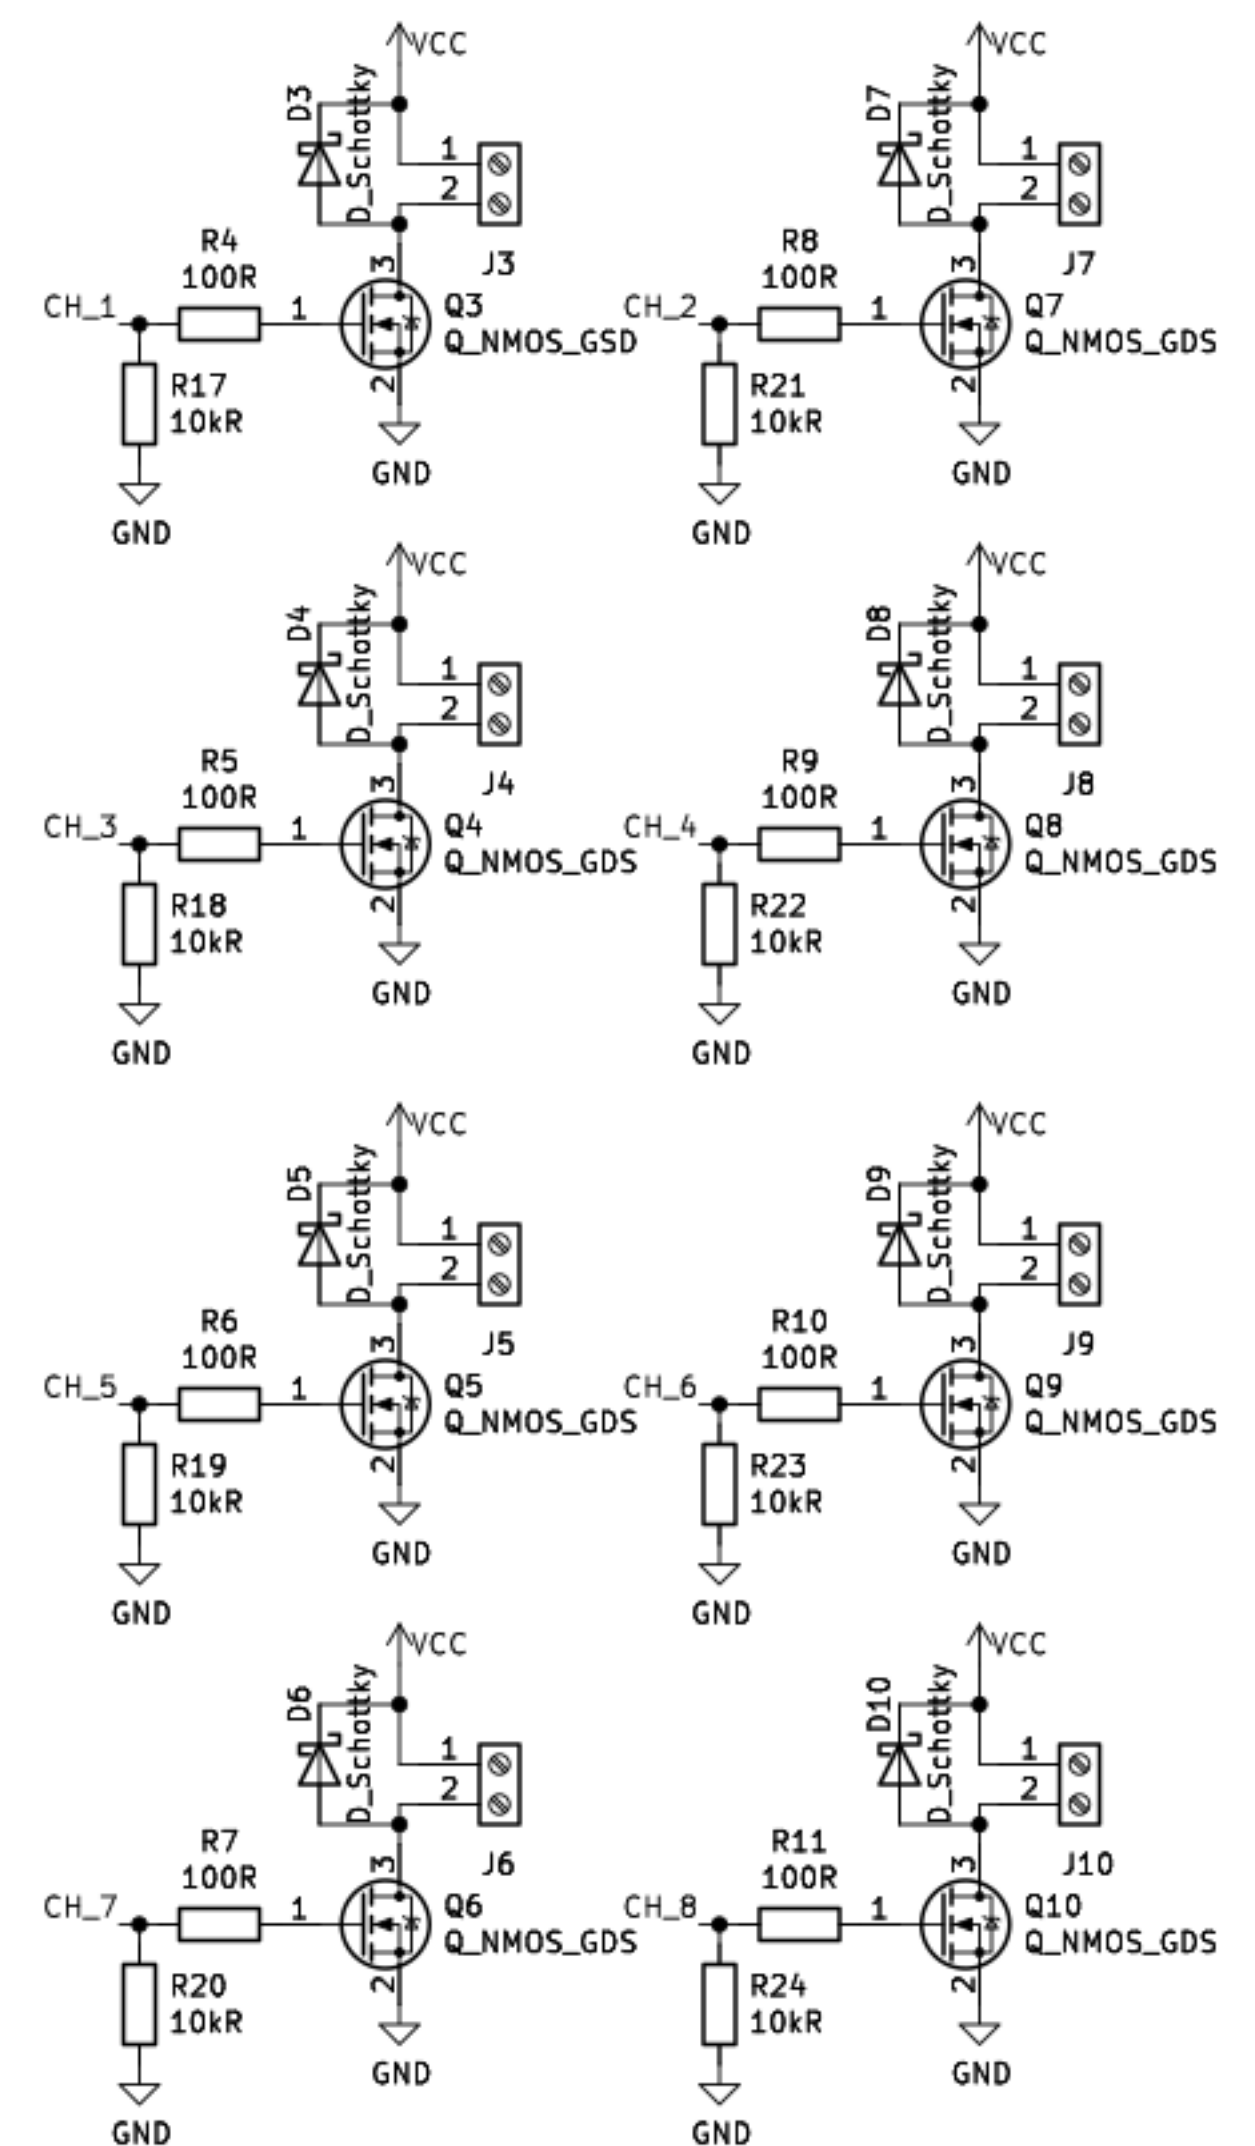 VCC
D3
D_Schottky
1
2
J3
R4
100R
CH_1
1
3
2
Q3
Q_NMOS_GSD
R17
10kR
GND
GND
VCC
D7
D_Schottky
1
2
J7
R8
100R
CH_2
1
3
2
Q7
Q_NMOS_GDS
R21
10kR
GND
GND
VCC
D4
D_Schottky
1
2
J4
R5
100R
CH_3
1
3
2
Q4
Q_NMOS_GDS
R18
10kR
GND
GND
VCC
D8
D_Schottky
1
2
J8
R9
100R
CH_4
1
3
2
Q8
Q_NMOS_GDS
R22
10kR
GND
GND
VCC
D5
D_Schottky
1
2
J5
R6
100R
CH_5
1
3
2
Q5
Q_NMOS_GDS
R19
10kR
GND
GND
VCC
D9
D_Schottky
1
2
J9
R10
100R
CH_6
1
3
2
Q9
Q_NMOS_GDS
R23
10kR
GND
GND
VCC
D6
D_Schottky
1
2
J6
R7
100R
CH_7
1
3
2
Q6
Q_NMOS_GDS
R20
10kR
GND
GND
VCC
D10
D_Schottky
1
2
J10
R11
100R
CH_8
1
3
2
Q10
Q_NMOS_GDS
R24
10kR
GND
GND